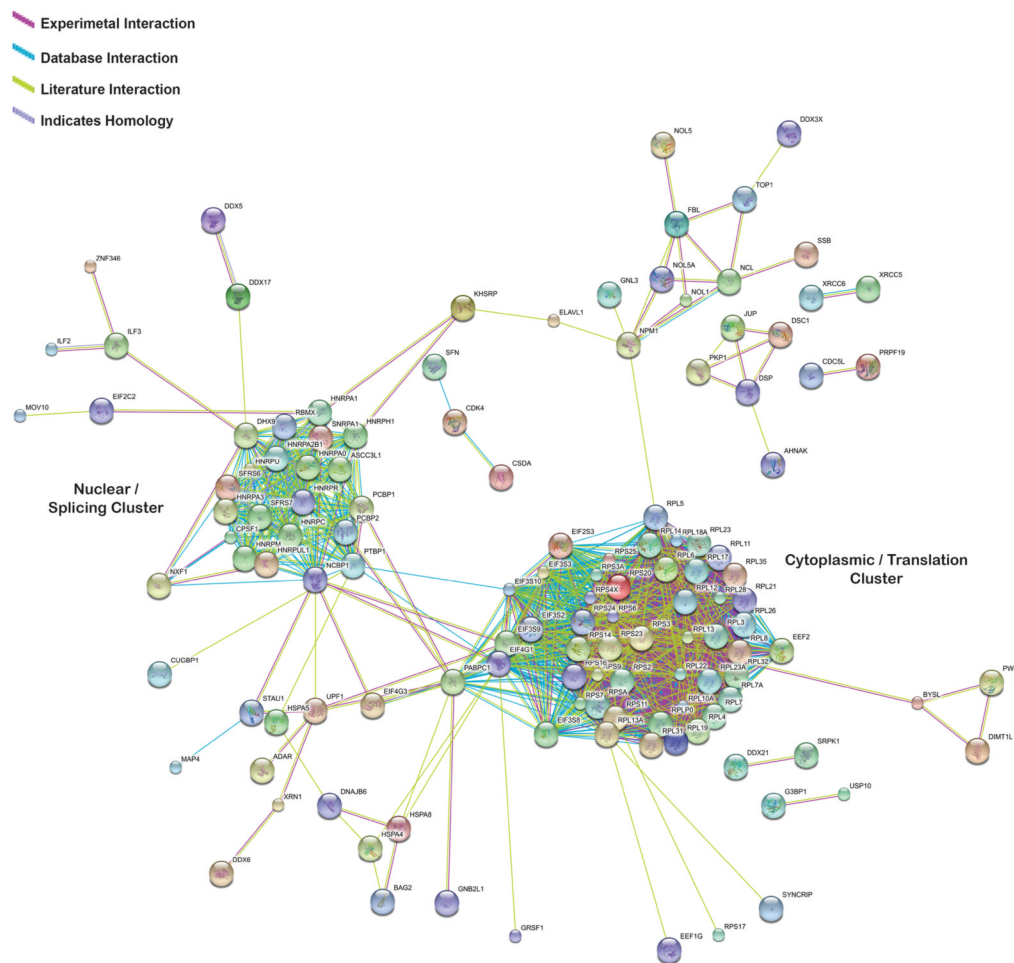 Experimetal Interaction
Database Interaction
Literature Interaction
Indicates Homology
DDX3X
NOL5
TOP1
DDX5
FBL
SSB
ZNF346
NOL5A
NCL
XRCC5
DDX17
KHSRP
GNL3
NOL1
XRCC6
ELAVL1
JUP
DSC1
ILF3
NPM1
ILF2
SFN
PKP1
CDC5L
PRPF19
DSP
HNRPA1
EIF2C2
MOV10
RBMX
CDK4
DHX9
SNRPA1
HNRPH1
HNRPA2B1
AHNAK
HNRPU
HNRPA0
ASCC3L1
CSDA
SFRS6
HNRPR
Nuclear /
Splicing Cluster
HNRPA3
SFRS7
PCBP1
RPL5
CPSF1
HNRPC
PCBP2
EIF2S3
RPL14
RPL18A
RPL23
HNRPM
HNRPUL1
PTBP1
RPS25
RPL6
RPL17
RPL11
Cytoplasmic / Translation
Cluster
NXF1
NCBP1
EIF3S3
RPS3A
RPS20
RPL35
EIF3S10
RPS4X
RPL12
RPL28
RPL21
RPS24
RPS6
RPL26
EIF3S2
RPS3
RPL3
EIF3S9
RPS14
RPS23
RPL13
RPL8
EEF2
EIF4G1
RPL32
CUGBP1
PABPC1
RPS16
RPS9
RPS2
RPL22
RPL23A
PW
STAU1
UPF1
EIF4G3
RPS7
RPSA
RPL10A
RPL7A
BYSL
HSPA5
EIF3S8
RPS11
RPLP0
RPL7
RPL13A
RPL4
RPL31
RPL19
DIMT1L
MAP4
ADAR
SRPK1
DDX21
XRN1
DNAJB6
HSPA8
G3BP1
USP10
HSPA4
DDX6
BAG2
GNB2L1
SYNCRIP
GRSF1
EEF1G
RPS17